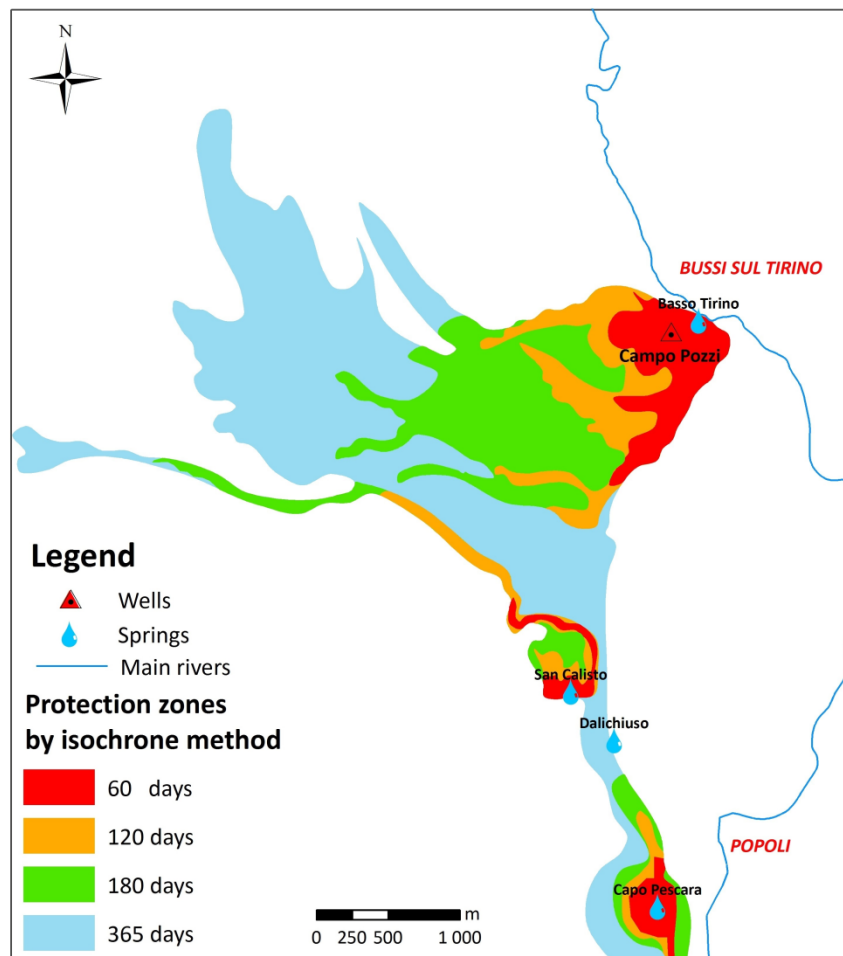 N
BUSSI SUL TIRINO
Basso Tirino
Campo Pozzi
Legend
Wells
Springs
Main rivers
San Calisto
Dalichiuso
Protection zones
by isochrone method
60 days
120 days
180 days
365 days
POPOLI
Capo Pescara
m
0 250 500 1 000